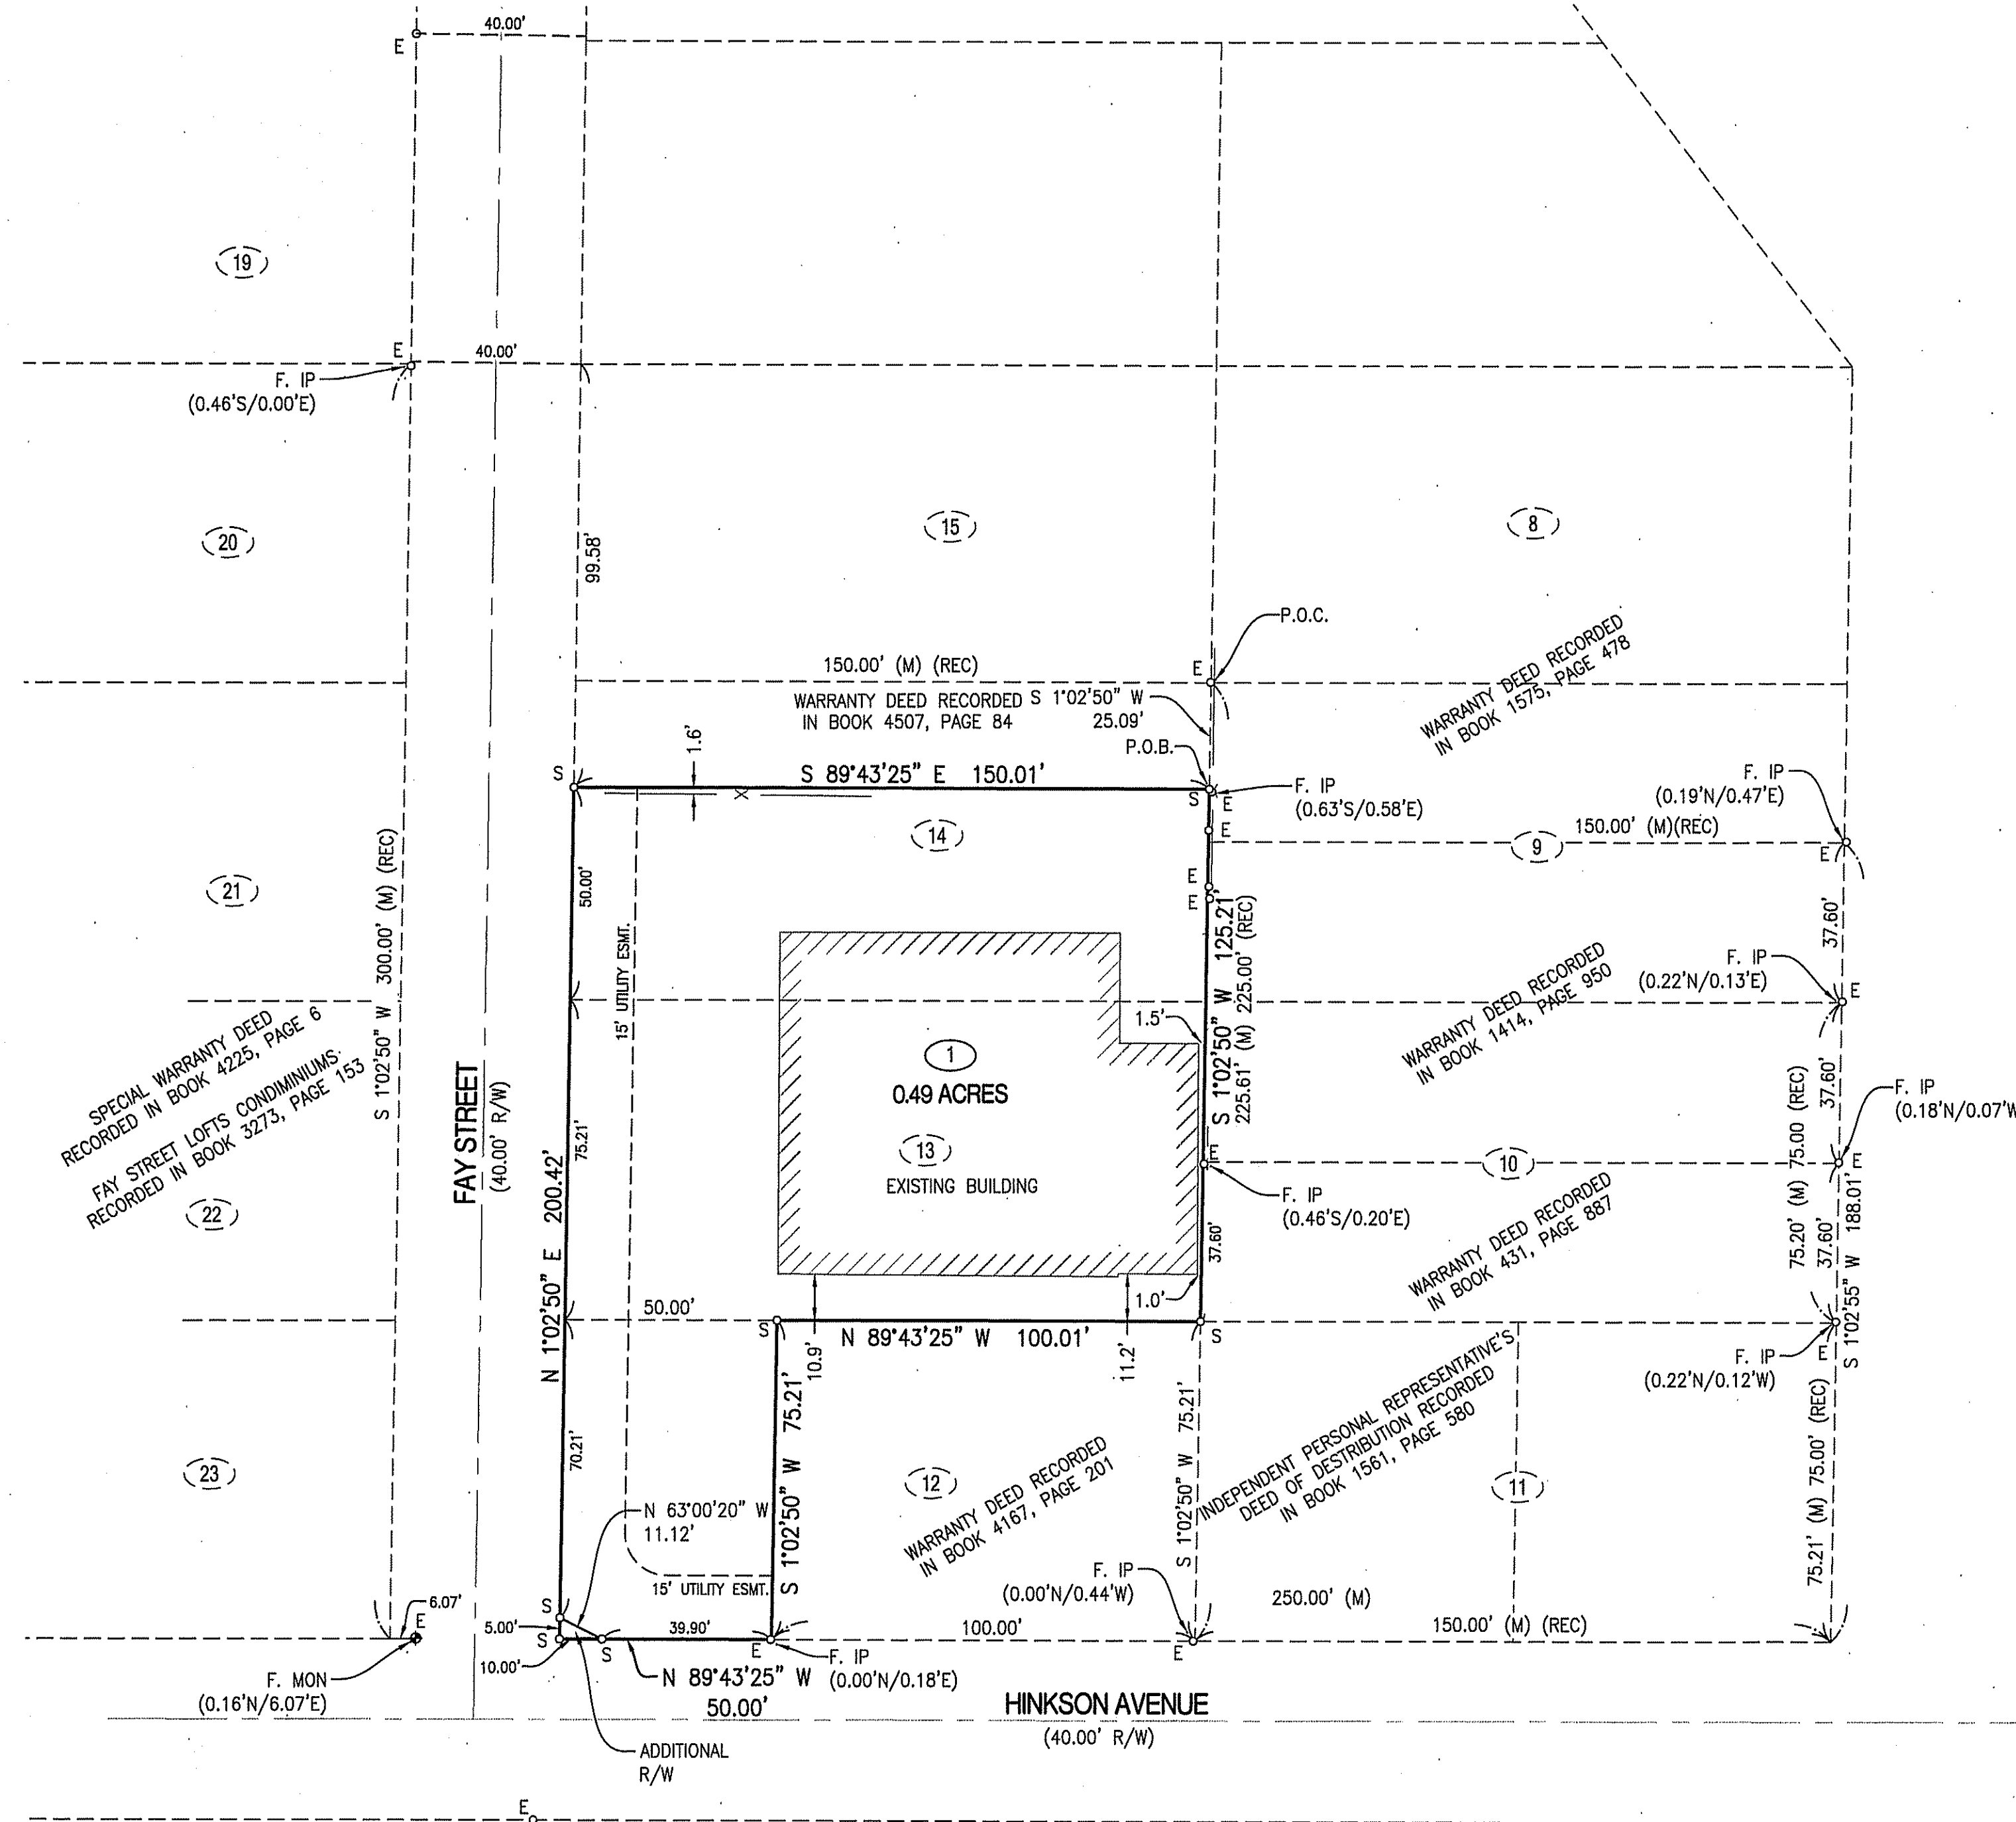 40.00'
E
19
E
40.00'
F. IP
(0.46'S/0.00'E)
20
15
8
99.58'
P.O.C.
150.00' (M) (REC)
E
WARRANTY DEED RECORDED
IN BOOK 4507, PAGE 84
S 1°02'50" W
25.09'
WARRANTY DEED RECORDED
IN BOOK 1575, PAGE 478
1.6'
P.O.B.
S
S 89°43'25" E 150.01'
S
E
F. IP
(0.63'S/0.58'E)
F. IP
(0.19'N/0.47'E)
X
14
E
150.00' (M)(REC)
9
E
21
S 1°02'50" W 300.00' (M) (REC)
50.00'
15' UTILITY ESMT.
E
E
37.60'
S 1°02'50" W 125.21'
225.61' (M) 225.00' (REC)
WARRANTY DEED RECORDED
IN BOOK 1414, PAGE 950
F. IP
(0.22'N/0.13'E)
E
SPECIAL WARRANTY DEED
RECORDED IN BOOK 4225, PAGE 6
FAY STREET LOFTS CONDIMINIUMS
RECORDED IN BOOK 3273, PAGE 153
1.5'
1
0.49 ACRES
FAY STREET
(40.00' R/W)
75.21'
37.60'
F. IP
(0.18'N/0.07'W
13
EXISTING BUILDING
E
10
E
F. IP
(0.46'S/0.20'E)
22
N 1°02'50" E 200.42'
37.60'
WARRANTY DEED RECORDED
IN BOOK 431, PAGE 887
75.20' (M) 75.00 (REC)
37.60'
S 1°02'55" W 188.01'
1.0'
50.00'
S
N 89°43'25" W 100.01'
S
E
F. IP
(0.22'N/0.12'W)
10.9'
11.2'
70.21'
23
S 1°02'50" W 75.21'
12
WARRANTY DEED RECORDED
IN BOOK 4167, PAGE 201
S 1°02'50" W 75.21'
INDEPENDENT PERSONAL REPRESENTATIVE'S
DEED OF DESTRIBUTION RECORDED
IN BOOK 1561, PAGE 580
11
75.21' (M) 75.00' (REC)
N 63°00'20" W
11.12'
15' UTILITY ESMT.
F. IP
(0.00'N/0.44'W)
250.00' (M)
6.07'
E
S
5.00'
S
39.90'
100.00'
150.00' (M) (REC)
S
E
E
10.00'
F. IP
(0.00'N/0.18'E)
F. MON
(0.16'N/6.07'E)
N 89°43'25" W
50.00'
HINKSON AVENUE
(40.00' R/W)
ADDITIONAL
R/W
E